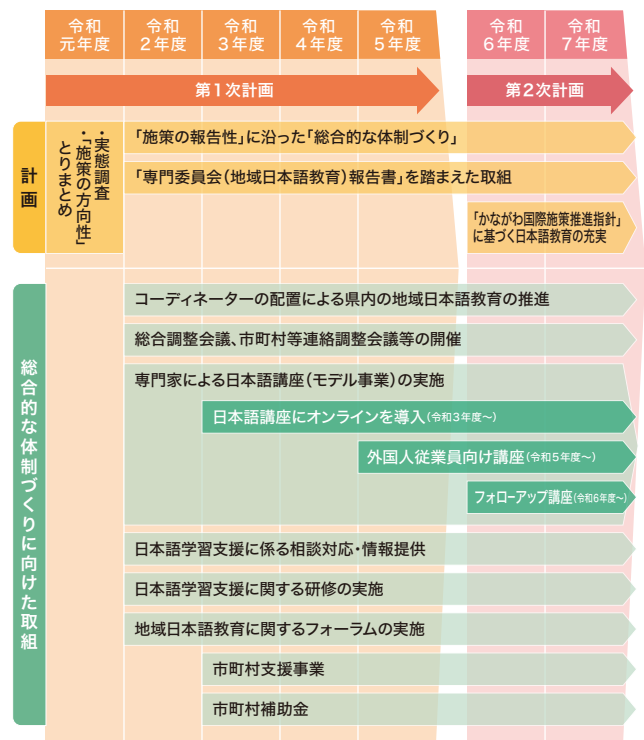 令和
元年度
令和
２年度
令和
３年度
令和
４年度
令和
５年度
令和
６年度
令和
７年度
第１次計画
第２次計画
計画
・実態調査
・「施策の方向性」
とりまとめ
「施策の報告性」に沿った「総合的な体制づくり」
「専門委員会（地域日本語教育）報告書」を踏まえた取組
「かながわ国際施策推進指針」
に基づく日本語教育の充実
総合的な体制づくりに向けた取組
コーディネーターの配置による県内の地域日本語教育の推進
総合調整会議、市町村等連絡調整会議等の開催
専門家による日本語講座（モデル事業）の実施
日本語講座にオンラインを導入（令和３年度～）
外国人従業員向け講座（令和５年度～）
フォローアップ講座（令和６年度～）
日本語学習支援に係る相談対応・情報提供
日本語学習支援に関する研修の実施
地域日本語教育に関するフォーラムの実施
市町村支援事業
市町村補助金